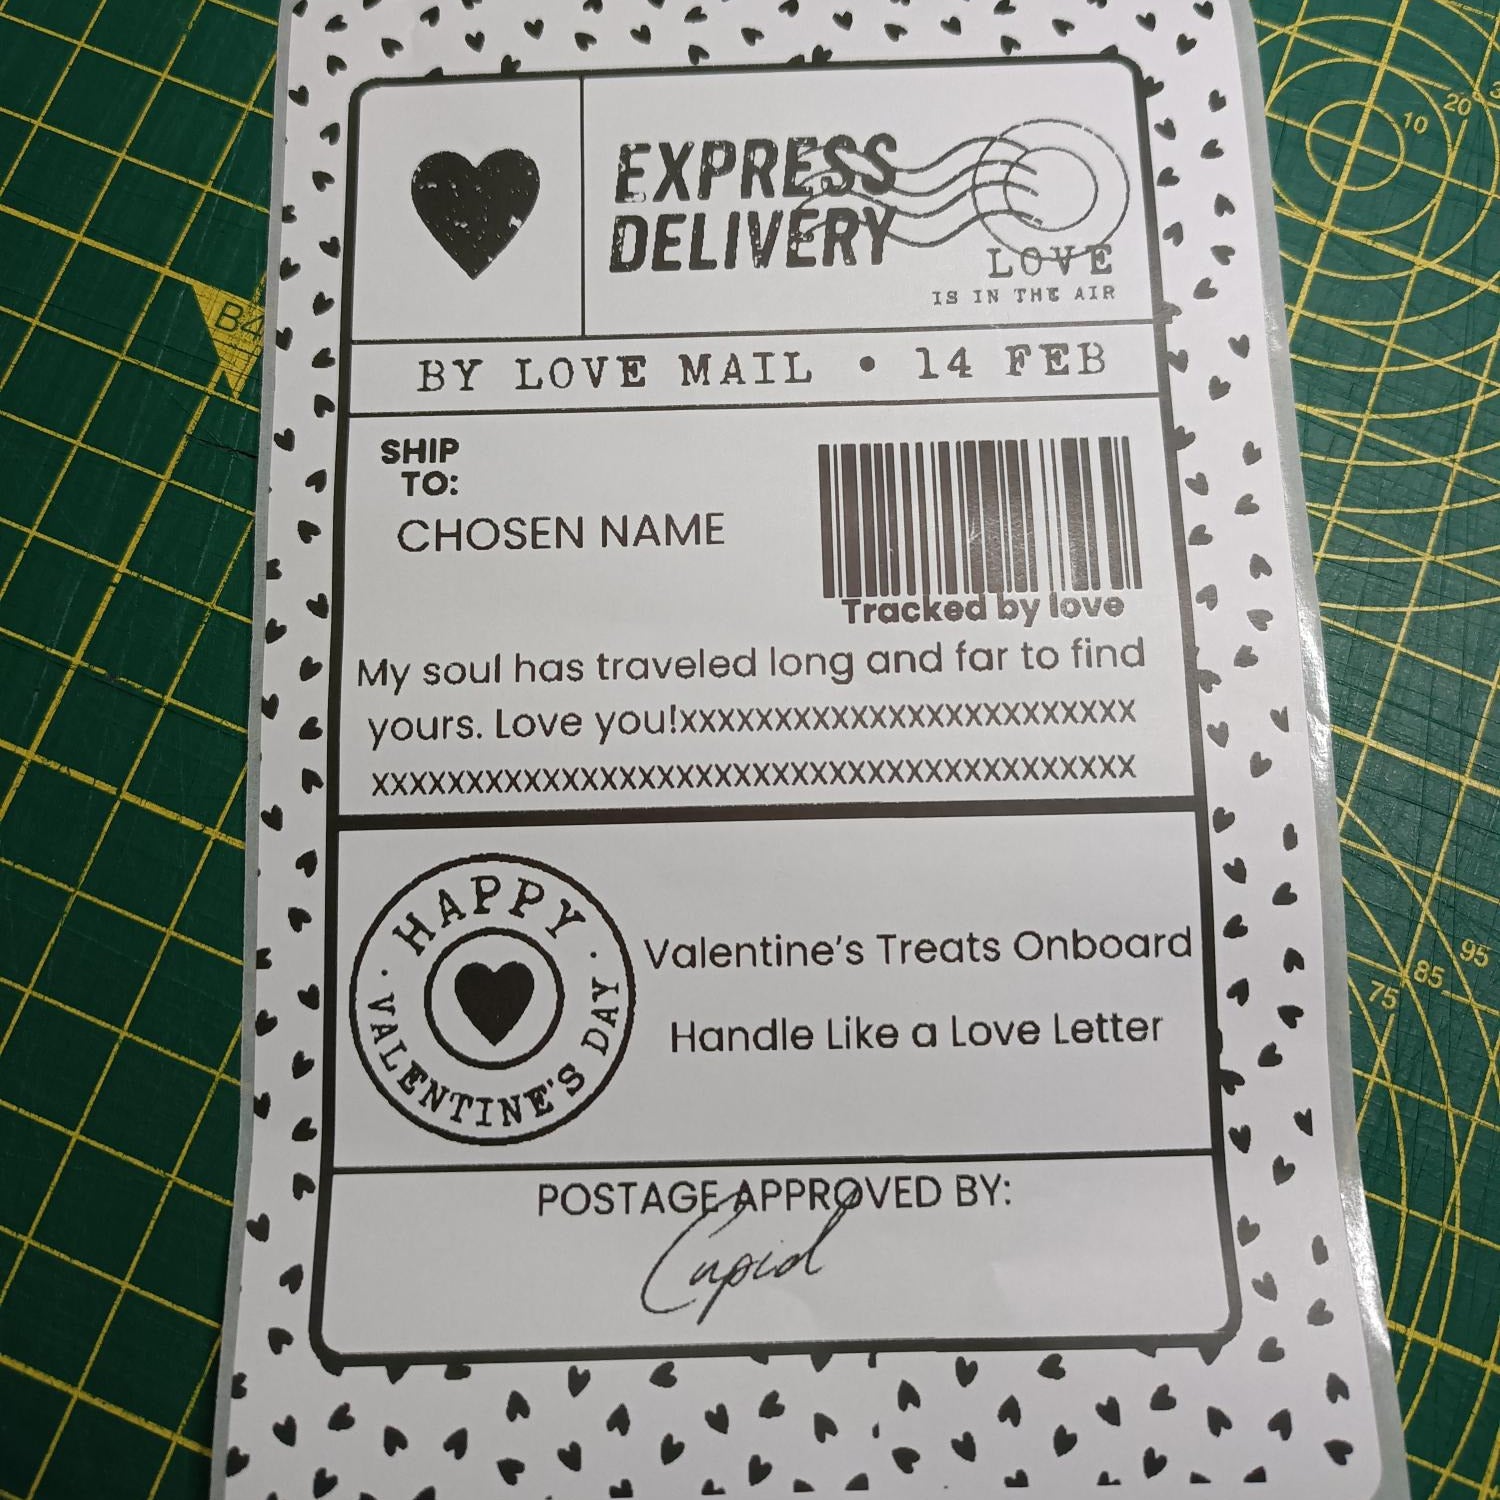 EXPRESS
DELIVERY
LOVE
IS IN THE AIR
BY LOVE MAIL • 14 FEB
SHIP
TO:
CHOSEN NAME
Tracked by love
My soul has traveled long and far to find
yours. Love you!xxxxxxxxxxxxxxxxxxxxxxxxx
xxxxxxxxxxxxxxxxxxxxxxxxxxxxxxxxxxxxxxxxx
· HAPPY ·
VALENTINE'S DAY
Valentine's Treats Onboard
Handle Like a Love Letter
POSTAGE APPROVED BY:
Cupid
B4
10
20
95
85
75